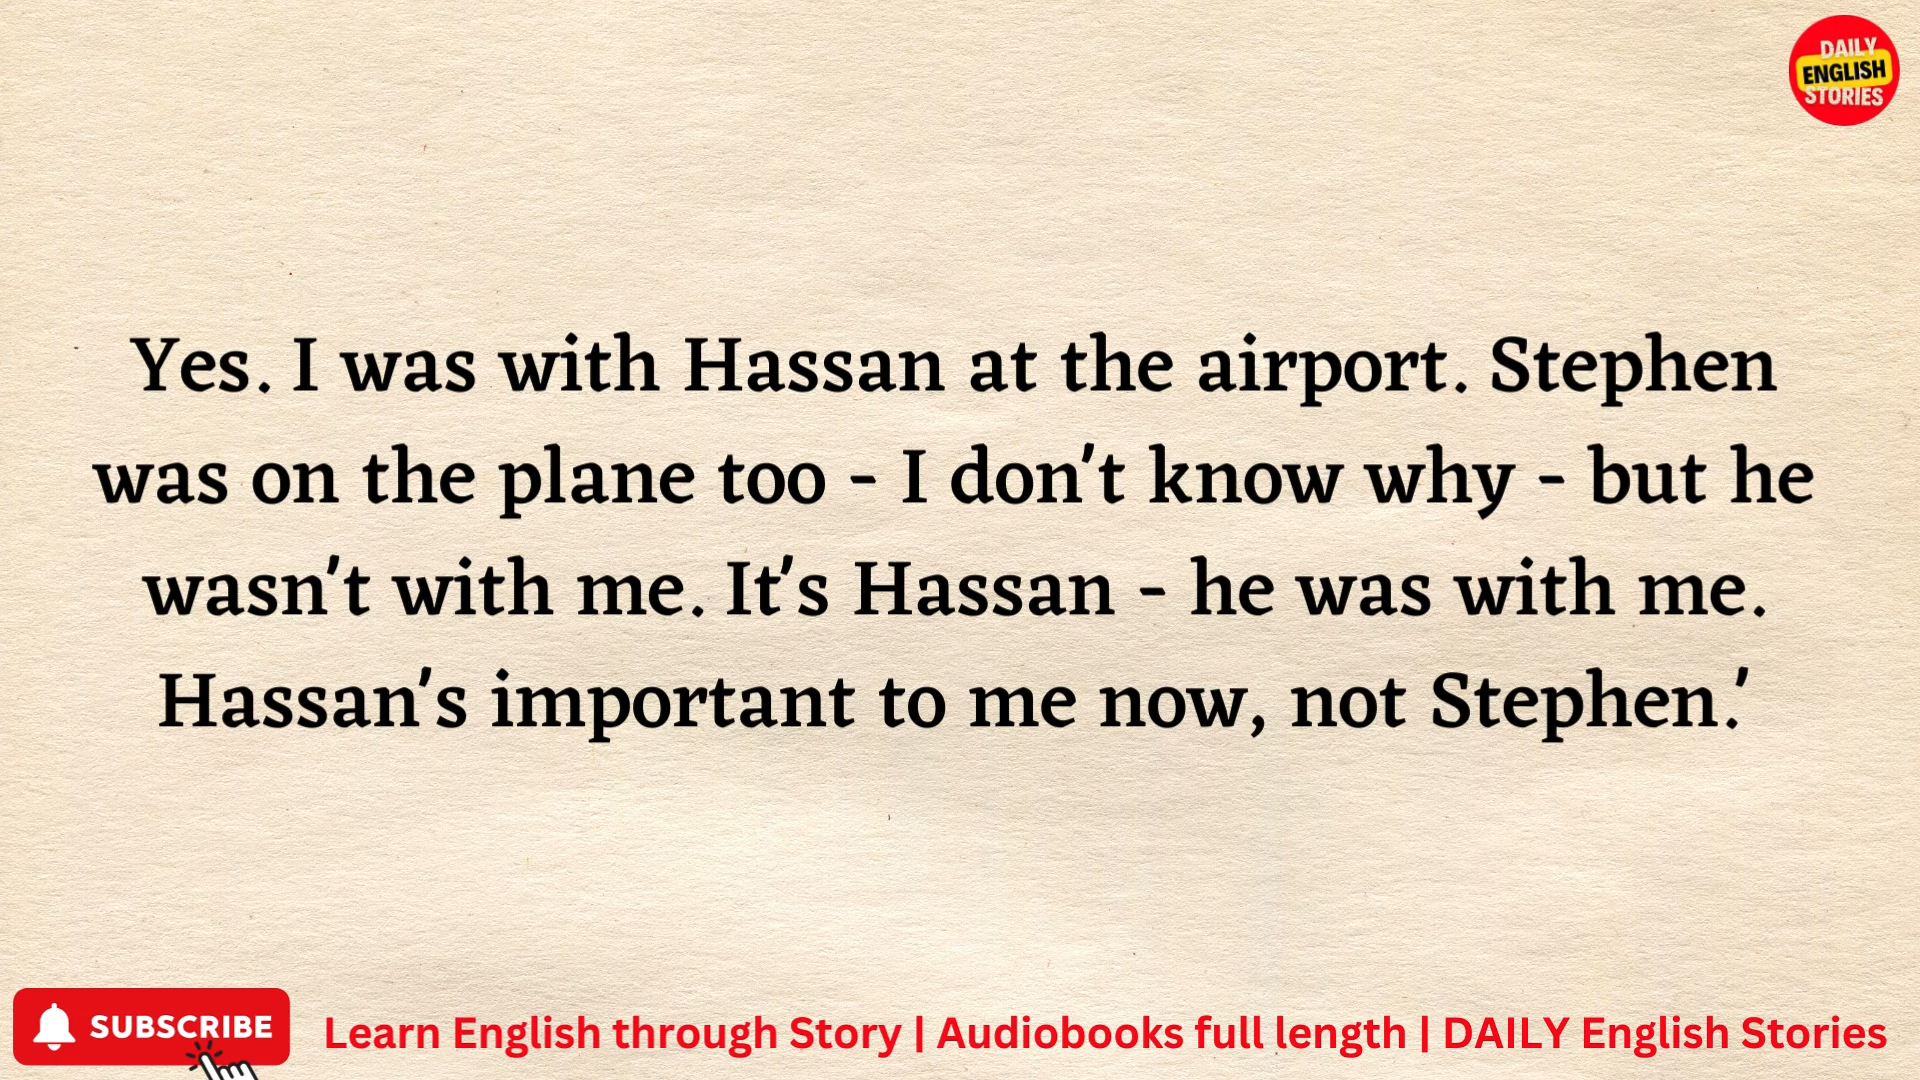 DAILY
ENGLISH
STORIES
Yes. I was with Hassan at the airport. Stephen
was on the plane too - I don't know why - but he
wasn't with me. It's Hassan - he was with me.
Hassan's important to me now, not Stephen.'
SUBSCRIBE
Learn English through Story | Audiobooks full length | DAILY English Stories